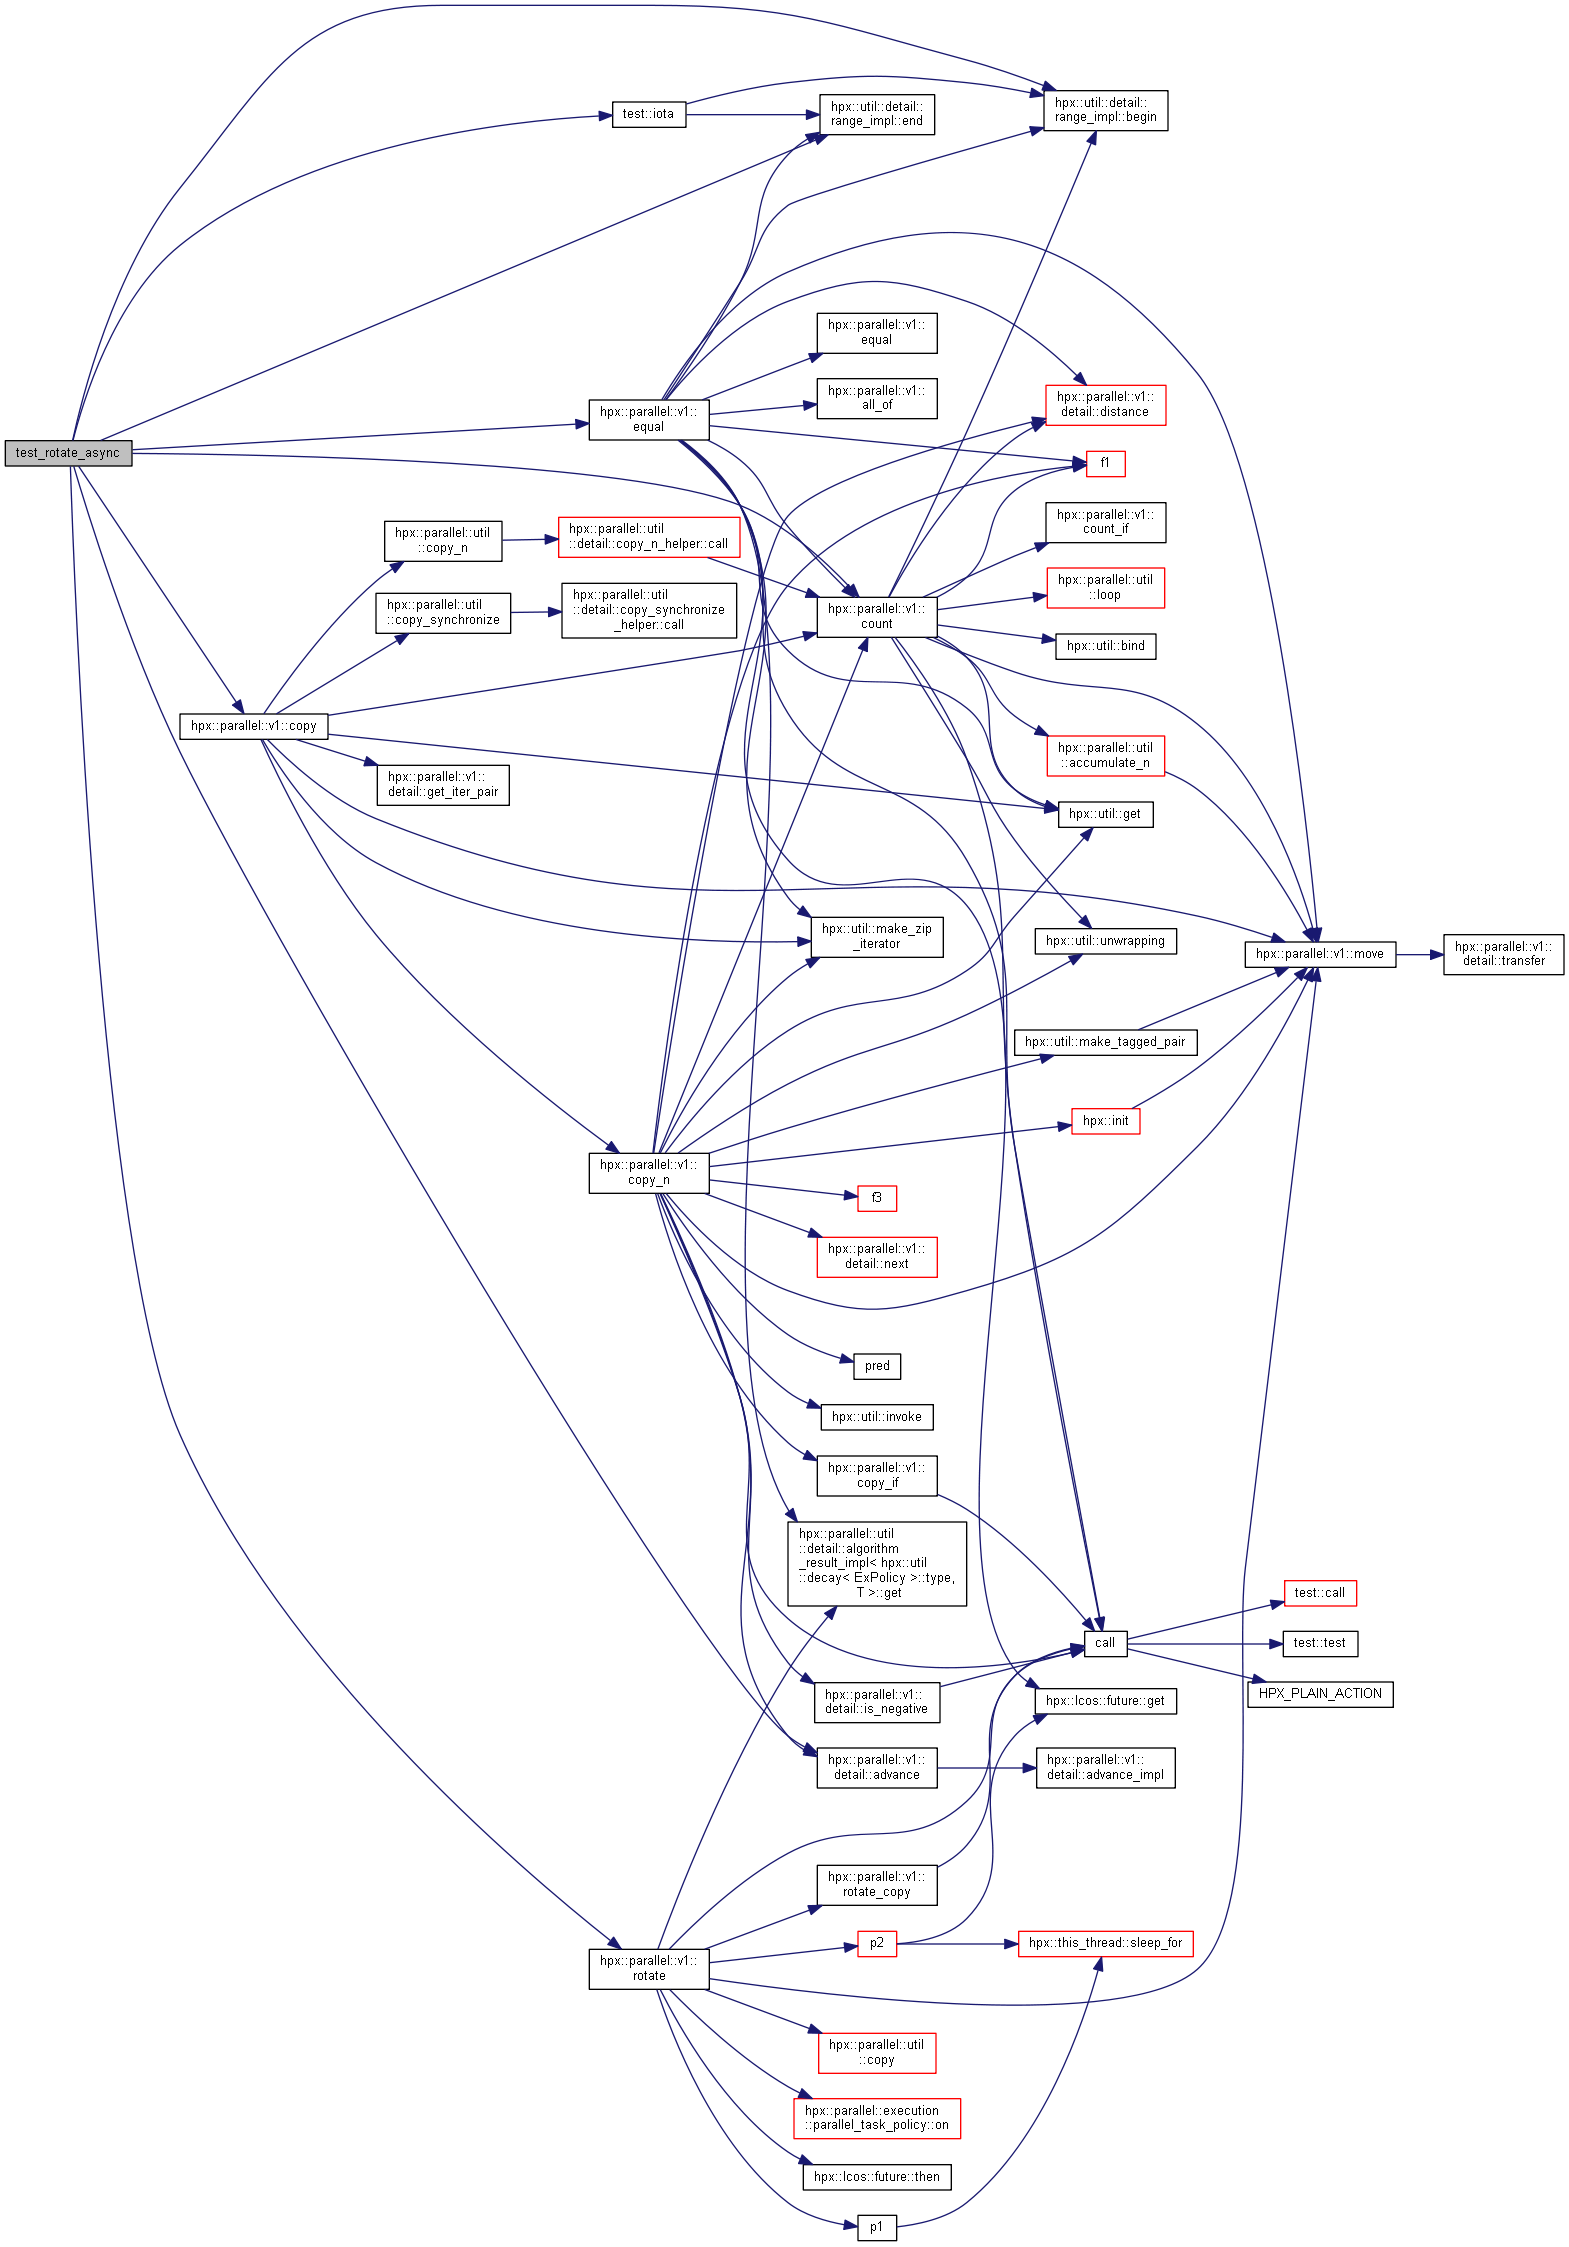 test::iota
hpx::util::detail::
range_impl::end
hpx::util::detail::
range_impl::begin
hpx::parallel::v1::
equal
hpx::parallel::v1::
all_of
hpx::parallel::v1::
detail::distance
hpx::parallel::v1::
equal
test_rotate_async
f1
hpx::parallel::util
::copy_n
hpx::parallel::util
::detail::copy_n_helper::call
hpx::parallel::v1::
count_if
hpx::parallel::util
::copy_synchronize
hpx::parallel::util
::detail::copy_synchronize
_helper::call
hpx::parallel::v1::
count
hpx::parallel::util
::loop
hpx::util::bind
hpx::parallel::v1::copy
hpx::parallel::v1::
detail::get_iter_pair
hpx::parallel::util
::accumulate_n
hpx::util::get
hpx::util::make_zip
_iterator
hpx::util::unwrapping
hpx::parallel::v1::move
hpx::parallel::v1::
detail::transfer
hpx::util::make_tagged_pair
hpx::init
hpx::parallel::v1::
copy_n
f3
hpx::parallel::v1::
detail::next
pred
hpx::util::invoke
hpx::parallel::v1::
copy_if
hpx::parallel::util
::detail::algorithm
_result_impl< hpx::util
::decay< ExPolicy >::type,
T >::get
test::call
call
test::test
HPX_PLAIN_ACTION
hpx::parallel::v1::
detail::is_negative
hpx::lcos::future::get
hpx::parallel::v1::
detail::advance
hpx::parallel::v1::
detail::advance_impl
hpx::parallel::v1::
rotate_copy
p2
hpx::this_thread::sleep_for
hpx::parallel::v1::
rotate
hpx::parallel::util
::copy
hpx::parallel::execution
::parallel_task_policy::on
hpx::lcos::future::then
p1